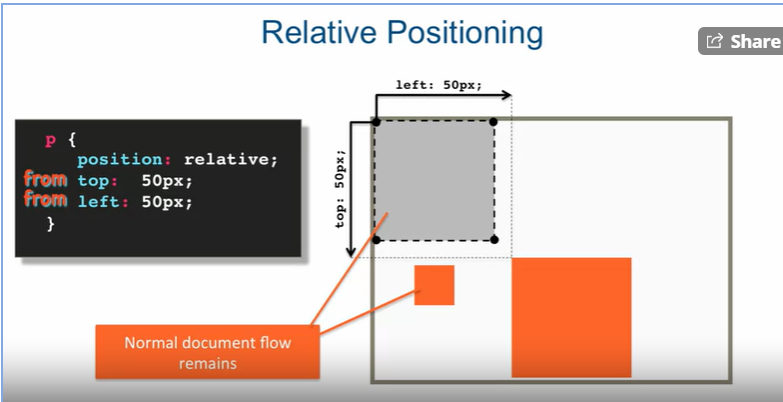 Relative Positioning
Share
left: 50px;
top: 50px;
p {
position: relative;
from top: 50px;
from left: 50px;
}
Normal document flow
remains